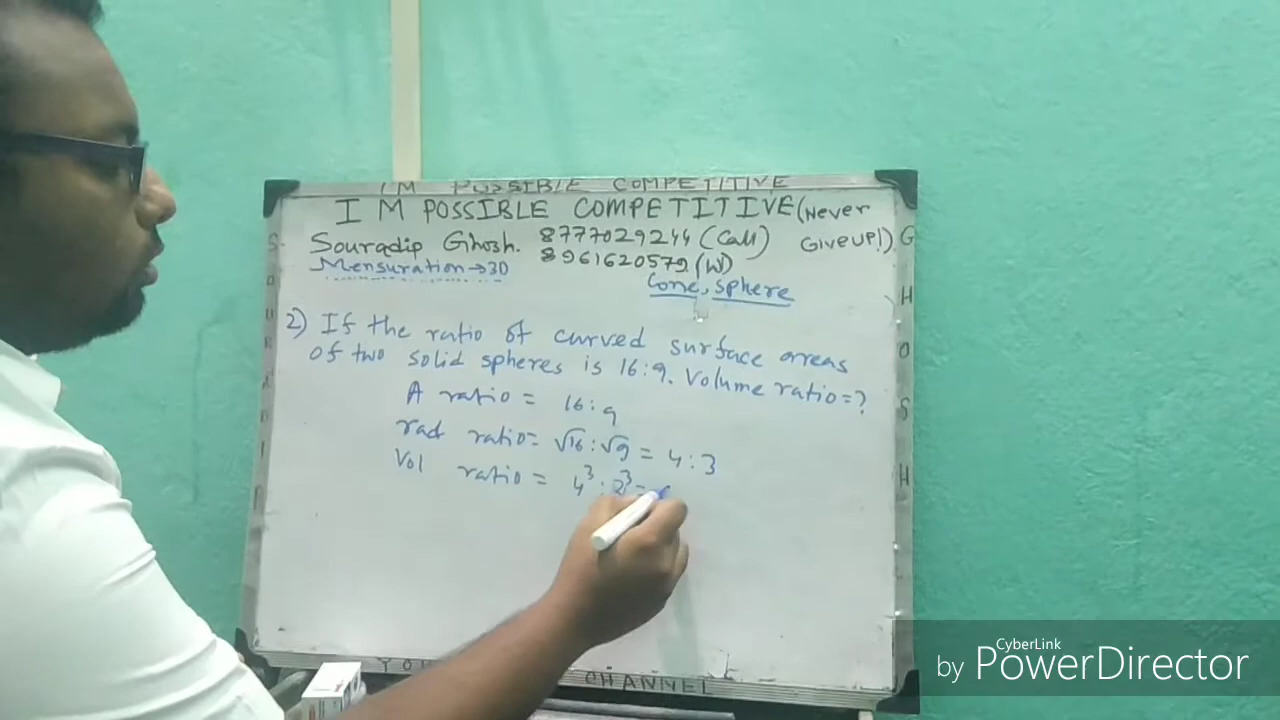 I M POSSIBLE COMPETITIVE
I M POSSIBLE COMPETITIVE (Never
GIVE UP!)
Souradip Ghosh. 8777029244 (Call)
8961620579 (W)
Mensuration → 3D
Cone, Sphere
2) If the ratio of curved surface areas
of two solid spheres is 16:9. Volume ratio = ?
A ratio = 16:9
rad ratio = √16 : √9 = 4:3
Vol ratio = 4³ : 3³ =
GHOSH
CHANNEL
CyberLink
by PowerDirector